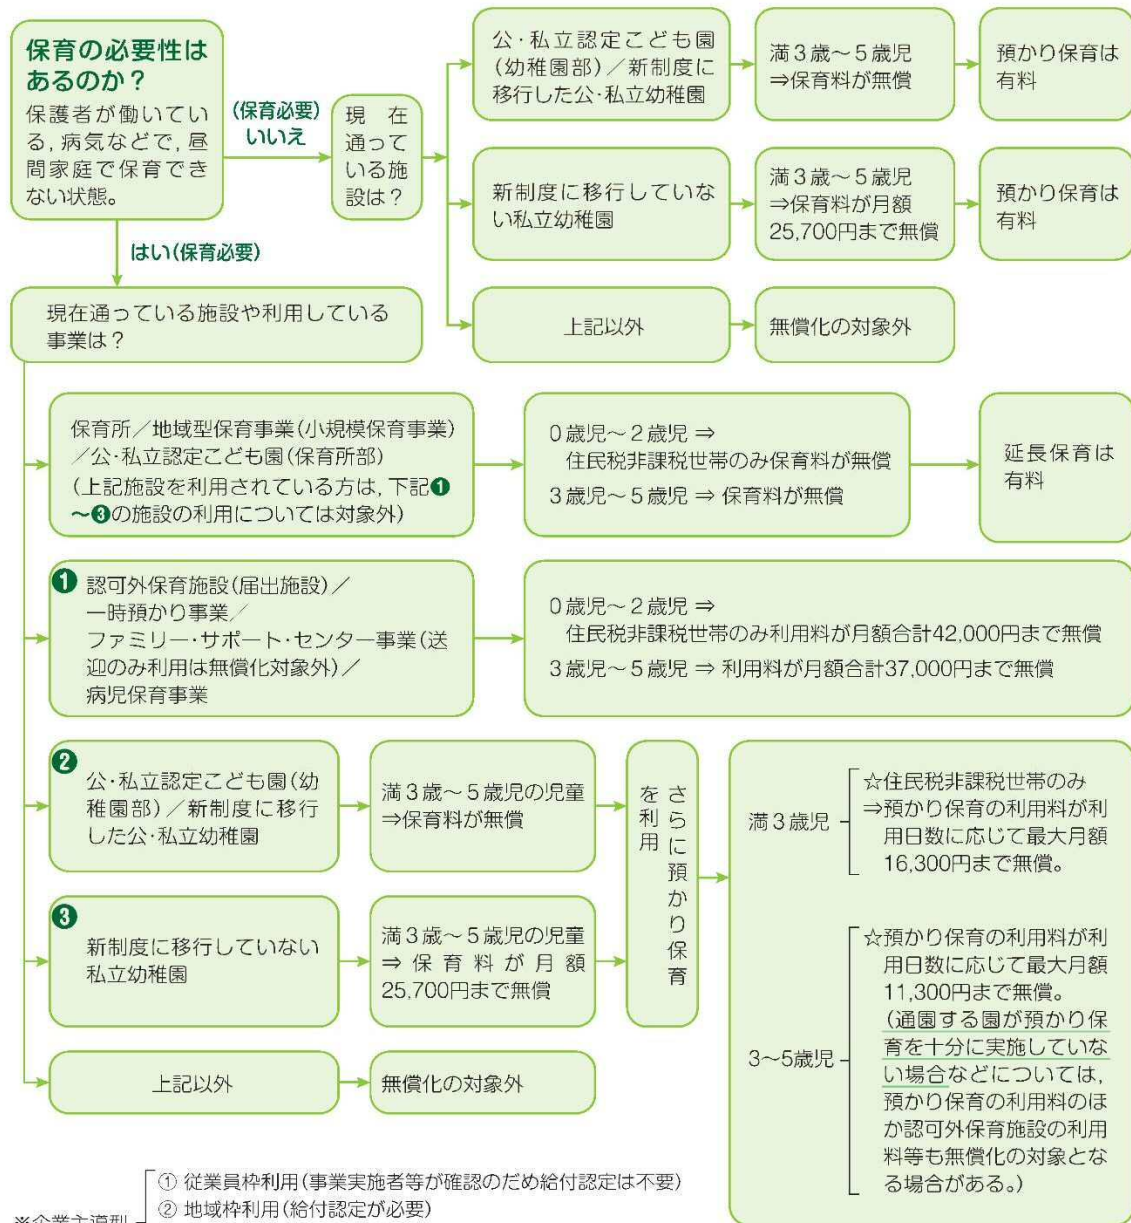 保育の必要性は
あるのか？
保護者が働いてい
る，病気などで，昼
間家庭で保育でき
ない状態。
(保育必要)
いいえ
現在
通って
いる施
設は？
公・私立認定こども園
(幼稚園部)／新制度に
移行した公・私立幼稚園
満３歳～５歳児
⇒保育料が無償
預かり保育は
有料
新制度に移行していな
い私立幼稚園
満３歳～５歳児
⇒保育料が月額
25,700円まで無償
預かり保育は
有料
上記以外
無償化の対象外
はい(保育必要)
現在通っている施設や利用している
事業は？
保育所／地域型保育事業(小規模保育事業)
／公・私立認定こども園(保育所部)
(上記施設を利用されている方は，下記❶
～❸の施設の利用については対象外)
０歳児～２歳児 ⇒
住民税非課税世帯のみ保育料が無償
３歳児～５歳児 ⇒ 保育料が無償
延長保育は
有料
❶ 認可外保育施設(届出施設)／
一時預かり事業／
ファミリー・サポート・センター事業(送
迎のみ利用は無償化対象外)／
病児保育事業
０歳児～２歳児 ⇒
住民税非課税世帯のみ利用料が月額合計42,000円まで無償
３歳児～５歳児 ⇒ 利用料が月額合計37,000円まで無償
❷
公・私立認定こども園(幼
稚園部)／新制度に移行
した公・私立幼稚園
満３歳～５歳児の児童
⇒保育料が無償
❸
新制度に移行していない
私立幼稚園
満３歳～５歳児の児童
⇒保育料が月額
25,700円まで無償
さらに預かり保育
を利用
満３歳児
☆住民税非課税世帯のみ
⇒預かり保育の利用料が利
用日数に応じて最大月額
16,300円まで無償。
3～5歳児
☆預かり保育の利用料が利
用日数に応じて最大月額
11,300円まで無償。
(通園する園が預かり保
育を十分に実施していな
い場合などについては，
預かり保育の利用料のほ
か認可外保育施設の利用
料等も無償化の対象とな
る場合がある。)
上記以外
無償化の対象外
※企業主導型
① 従業員枠利用(事業実施者等が確認のだめ給付認定は不要)
② 地域枠利用(給付認定が必要)